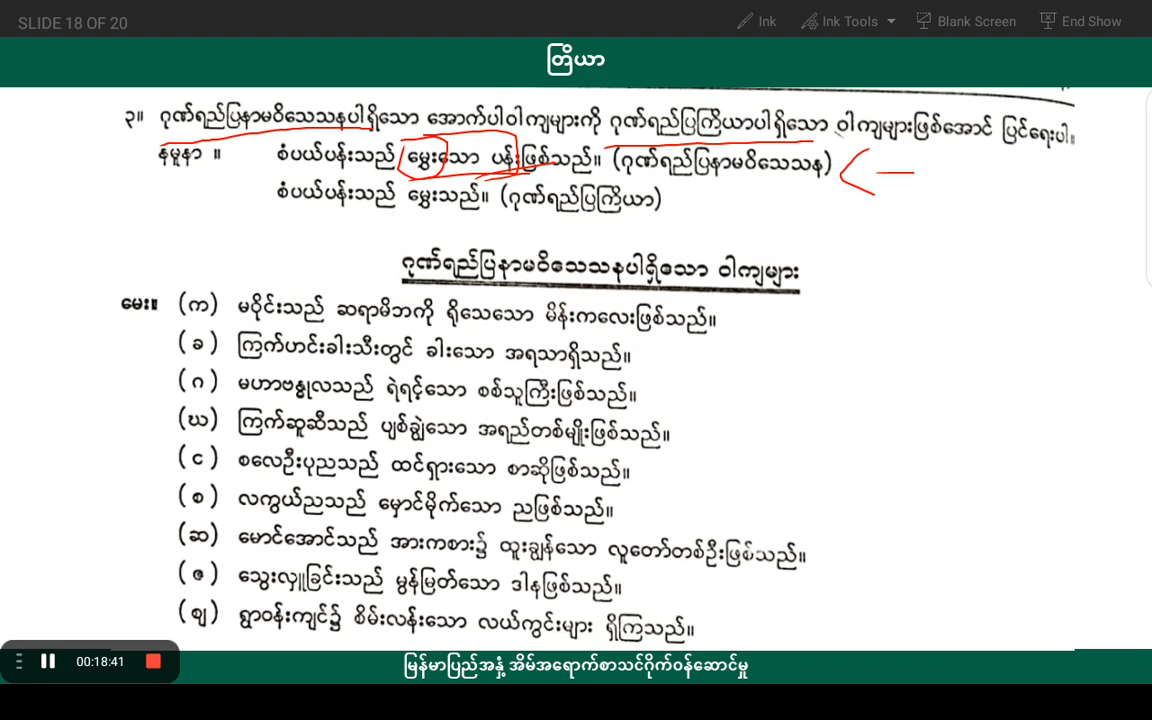 SLIDE 18 OF 20
Ink Ink Tools Blank Screen End Show
တြိယာ
၃။ ဂုဏ်ရည်ပြနာမဝိသေသနပါရှိသော အောက်ပါဝါကျများကို ဂုဏ်ရည်ပြကြိယာပါရှိသော ဝါကျများဖြစ်အောင် ပြင်ရေးပါ။
နမူနာ ။ စံပယ်ပန်းသည် မွှေးသော ပန်းဖြစ်သည်။ (ဂုဏ်ရည်ပြနာမဝိသေသန)
စံပယ်ပန်းသည် မွှေးသည်။ (ဂုဏ်ရည်ပြကြိယာ)
ဂုဏ်ရည်ပြနာမဝိသေသနပါရှိသော ဝါကျများ
မေး။ (က) မဝိုင်းသည် ဆရာမိဘကို ရိုသေသော မိန်းကလေးဖြစ်သည်။
(ခ) ကြက်ဟင်းခါးသီးတွင် ခါးသော အရသာရှိသည်။
(ဂ) မဟာဗန္ဓုလသည် ရဲရင့်သော စစ်သူကြီးဖြစ်သည်။
(ဃ) ကြက်ဆူဆီသည် ပျစ်ချွဲသော အရည်တစ်မျိုးဖြစ်သည်။
(င) စလေဦးပုညသည် ထင်ရှားသော စာဆိုဖြစ်သည်။
(စ) လကွယ်ညသည် မှောင်မိုက်သော ညဖြစ်သည်။
(ဆ) မောင်အောင်သည် အားကစား၌ ထူးချွန်သော လူတော်တစ်ဦးဖြစ်သည်။
(ဇ) သွေးလှူခြင်းသည် မွန်မြတ်သော ဒါနဖြစ်သည်။
(ဈ) ရွာဝန်းကျင်၌ စိမ်းလန်းသော လယ်ကွင်းများ ရှိကြသည်။
00:18:41
မြန်မာပြည်အနှံ့ အိမ်အရောက်စာသင်ဂိုက်ဝန်ဆောင်မှု